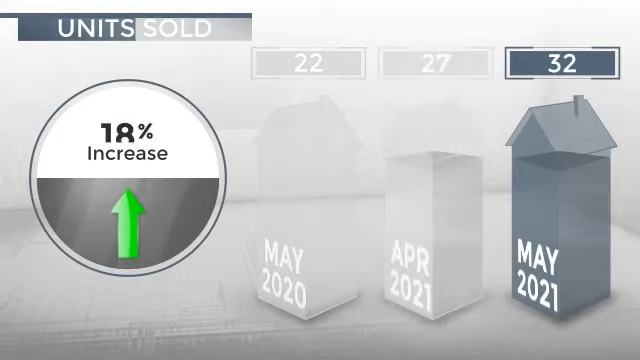 UNITS SOLD
22
27
32
18%
Increase
MAY
2020
APR
2021
MAY
2021